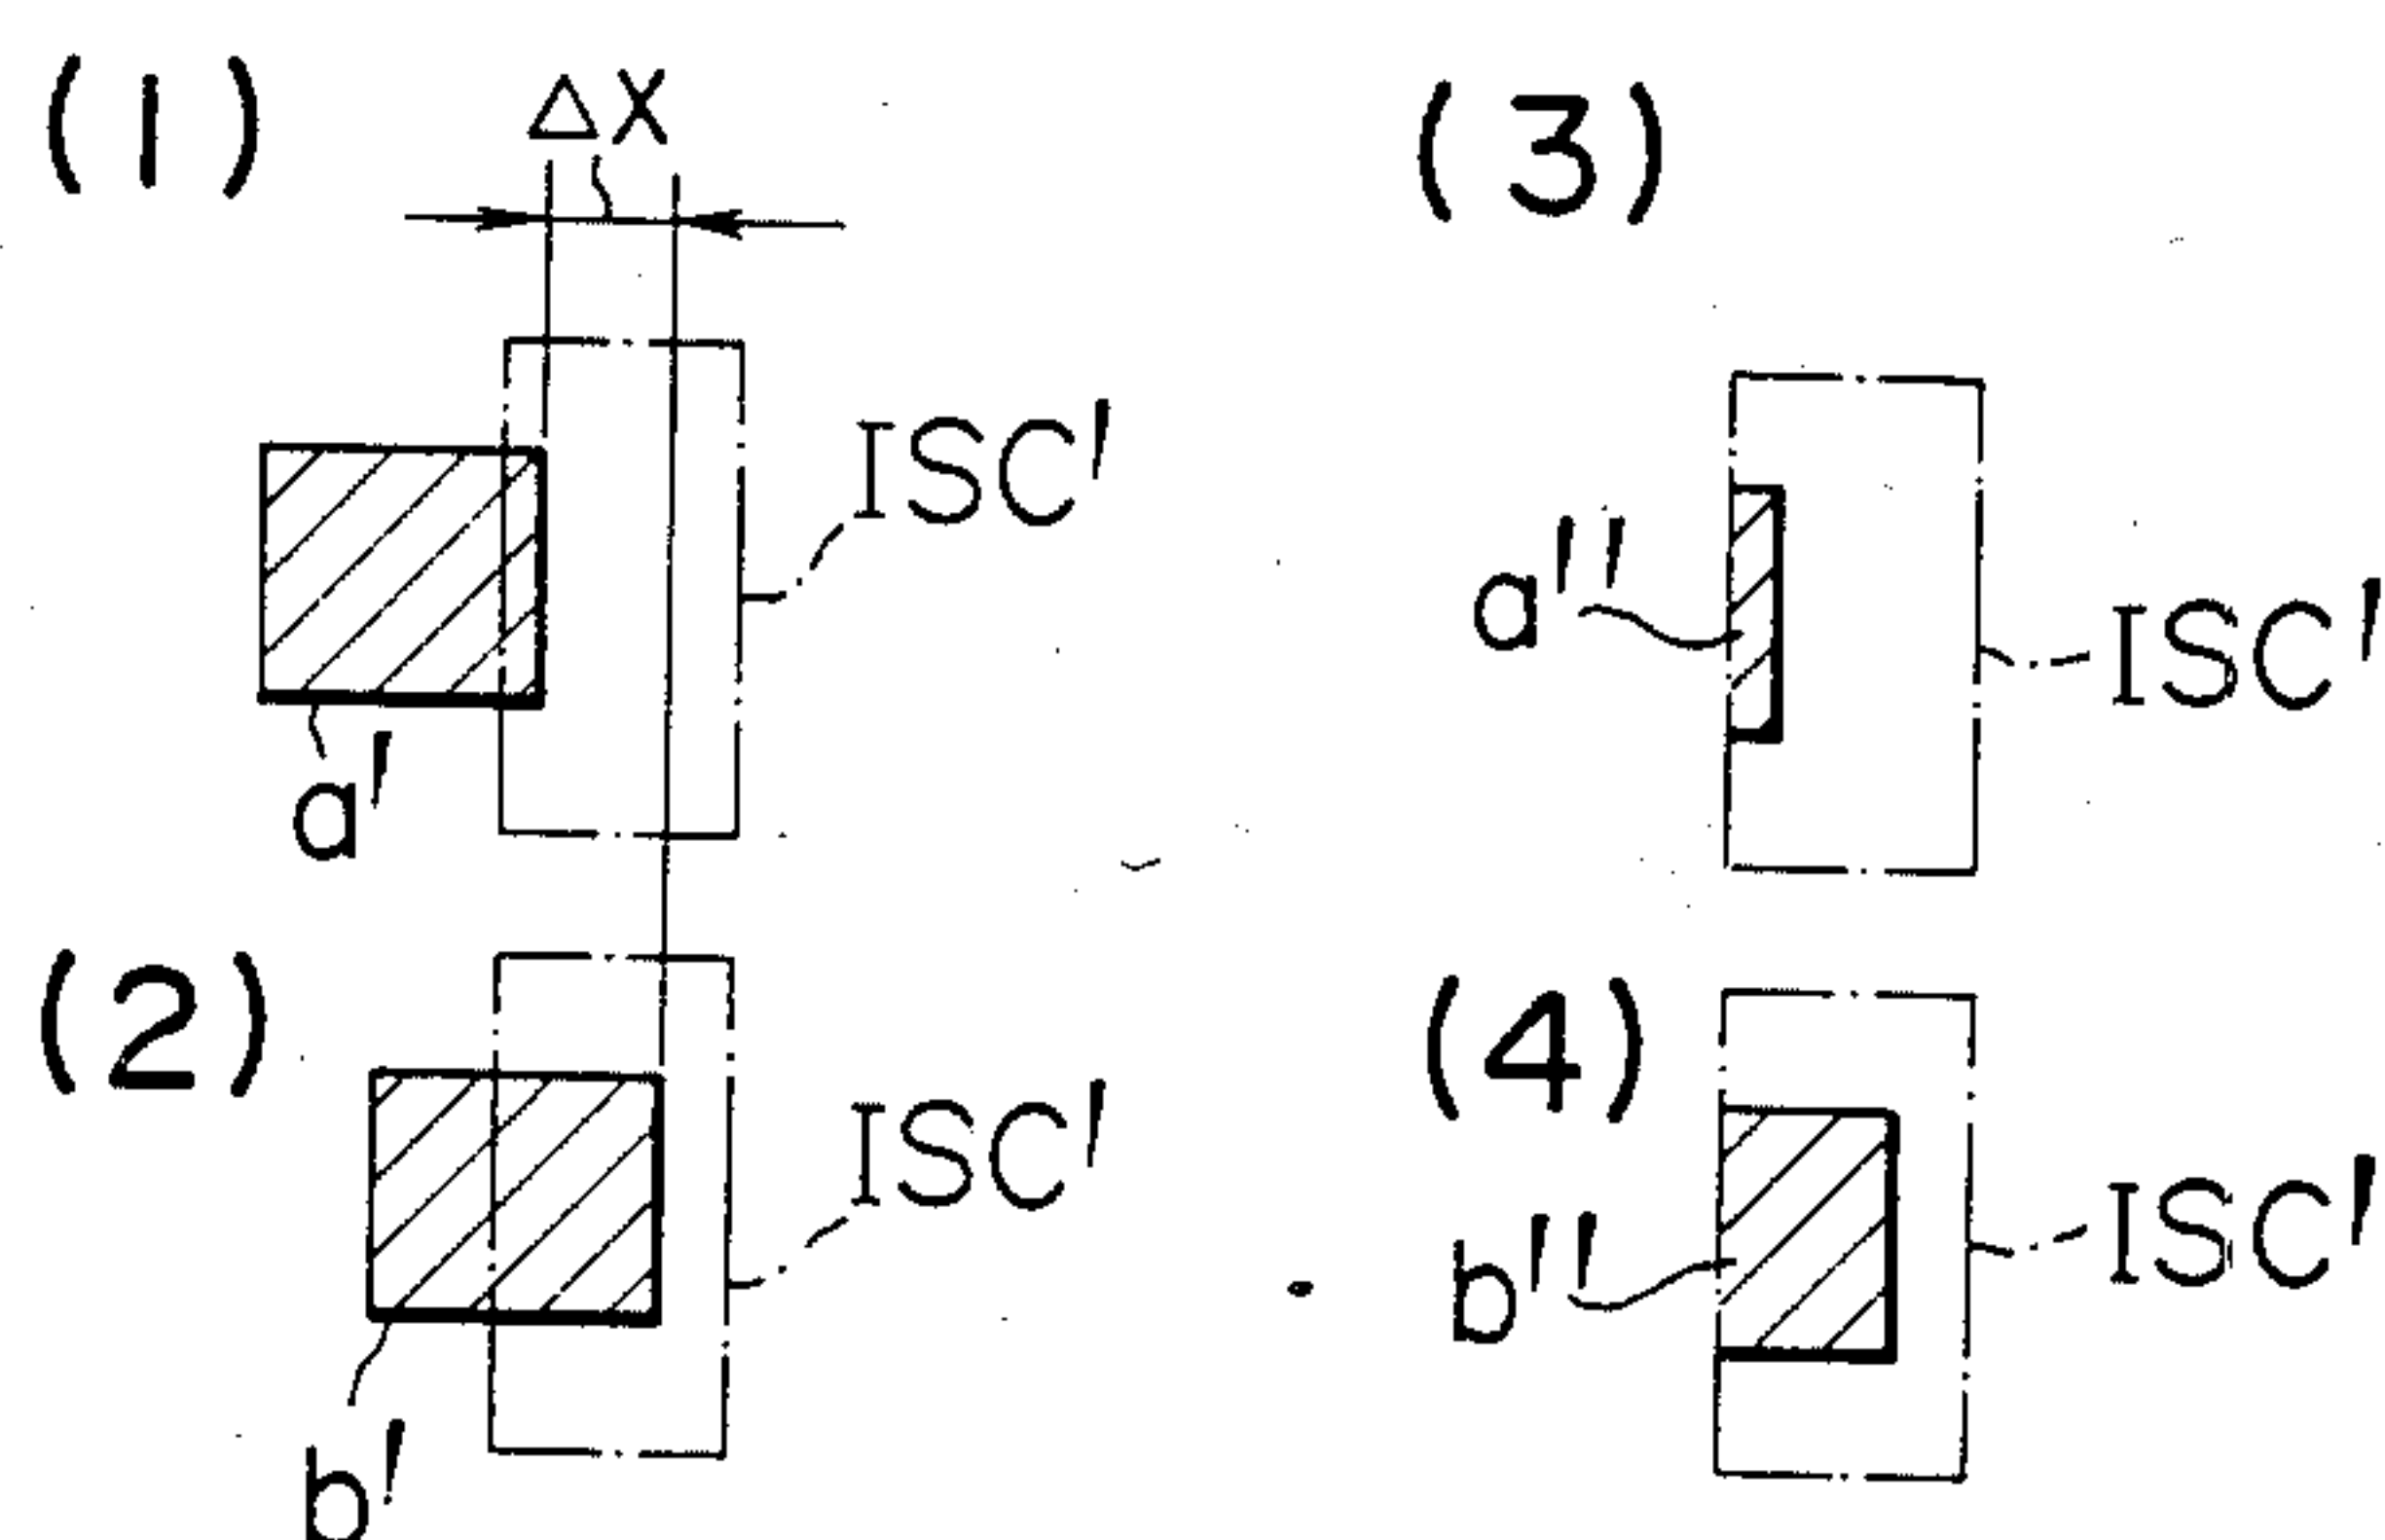 (1)
ΔX
ISC'
a'
(2)
ISC'
b'
(3)
a''
ISC'
(4)
b''
ISC'